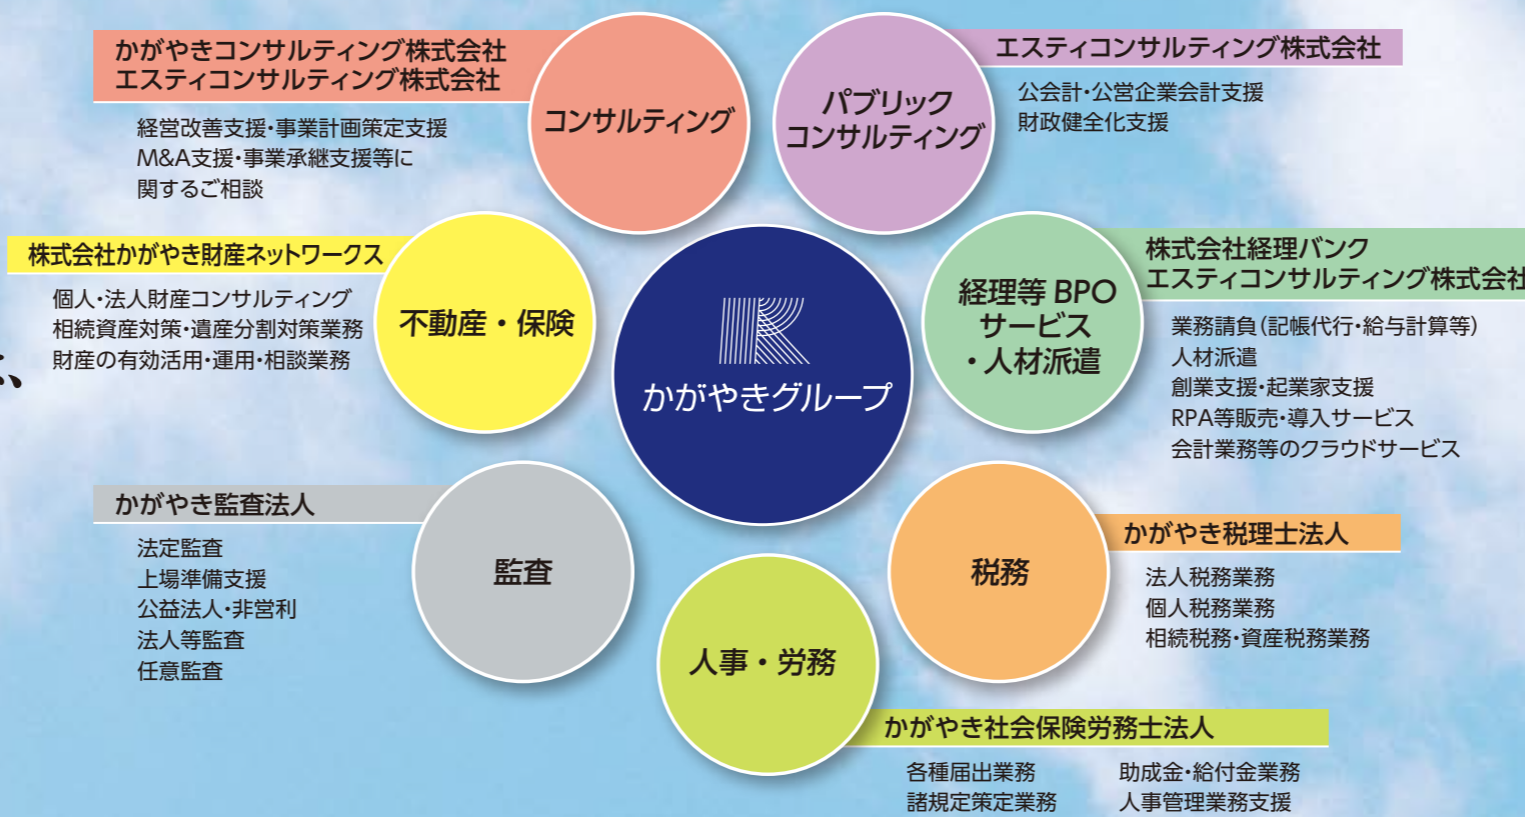 かがやきコンサルティング株式会社
エスティコンサルティング株式会社
経営改善支援・事業計画策定支援
M&A支援・事業承継支援等に
関するご相談
コンサルティング
パブリック
コンサルティング
エスティコンサルティング株式会社
公会計・公営企業会計支援
財政健全化支援
株式会社かがやき財産ネットワークス
個人・法人財産コンサルティング
相続資産対策・遺産分割対策業務
財産の有効活用・運用・相談業務
不動産・保険
かがやきグループ
経理等 BPO
サービス
・人材派遣
株式会社経理バンク
エスティコンサルティング株式会社
業務請負（記帳代行・給与計算等）
人材派遣
創業支援・起業家支援
RPA等販売・導入サービス
会計業務等のクラウドサービス
かがやき監査法人
法定監査
上場準備支援
公益法人・非営利
法人等監査
任意監査
監査
税務
かがやき税理士法人
法人税務業務
個人税務業務
相続税務・資産税務業務
人事・労務
かがやき社会保険労務士法人
各種届出業務 助成金・給付金業務
諸規定策定業務 人事管理業務支援